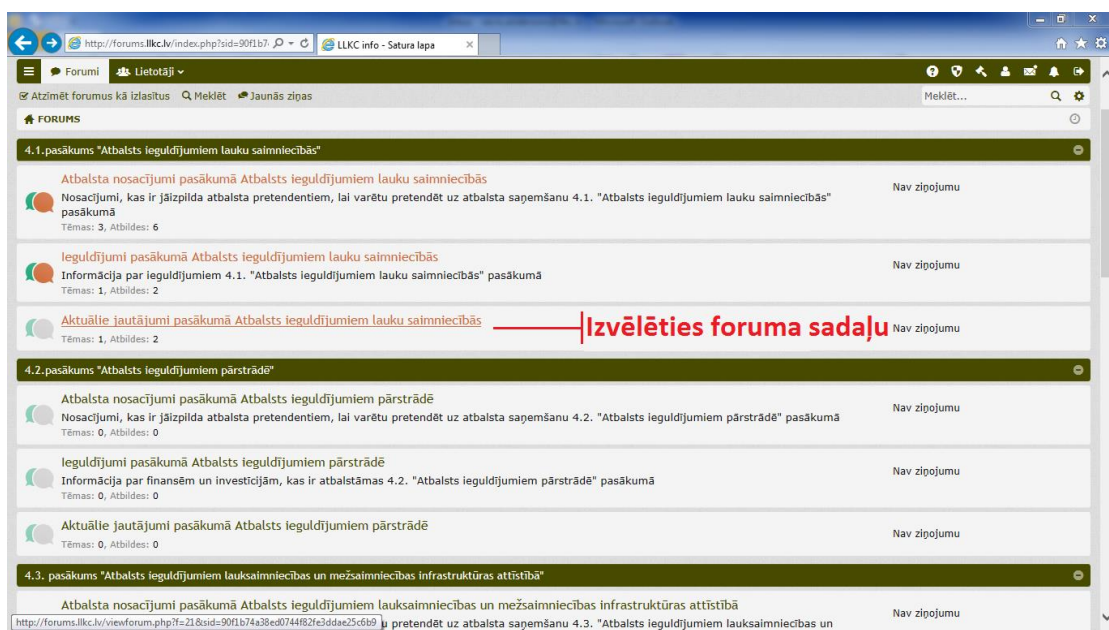 http://forums.llkc.lv/index.php?sid=90f1b7
LLKC info - Satura lapa
Forumi Lietotāji
Atzīmēt forumus kā izlasītus Meklēt Jaunās ziņas Meklēt...
FORUMS
4.1.pasākums "Atbalsts ieguldījumiem lauku saimniecībās"
Atbalsta nosacījumi pasākumā Atbalsts ieguldījumiem lauku saimniecībās
Nav ziņojumu
Nosacījumi, kas ir jāizpilda atbalsta pretendentiem, lai varētu pretendēt uz atbalsta saņemšanu 4.1. "Atbalsts ieguldījumiem lauku saimniecībās"
pasākumā
Tēmas: 3, Atbildes: 6
Ieguldījumi pasākumā Atbalsts ieguldījumiem lauku saimniecībās
Nav ziņojumu
Informācija par ieguldījumiem 4.1. "Atbalsts ieguldījumiem lauku saimniecībās" pasākumā
Tēmas: 1, Atbildes: 2
Aktuālie jautājumi pasākumā Atbalsts ieguldījumiem lauku saimniecībās
Izvēlēties foruma sadaļu
Nav ziņojumu
Tēmas: 1, Atbildes: 2
4.2.pasākums "Atbalsts ieguldījumiem pārstrādē"
Atbalsta nosacījumi pasākumā Atbalsts ieguldījumiem pārstrādē
Nav ziņojumu
Nosacījumi, kas ir jāizpilda atbalsta pretendentiem, lai varētu pretendēt uz atbalsta saņemšanu 4.2. "Atbalsts ieguldījumiem pārstrādē" pasākumā
Tēmas: 0, Atbildes: 0
Ieguldījumi pasākumā Atbalsts ieguldījumiem pārstrādē
Nav ziņojumu
Informācija par finansēm un investīcijām, kas ir atbalstāmas 4.2. "Atbalsts ieguldījumiem pārstrādē" pasākumā
Tēmas: 0, Atbildes: 0
Aktuālie jautājumi pasākumā Atbalsts ieguldījumiem pārstrādē
Nav ziņojumu
Tēmas: 0, Atbildes: 0
4.3. pasākums "Atbalsts ieguldījumiem lauksaimniecības un mežsaimniecības infrastruktūras attīstībā"
Atbalsta nosacījumi pasākumā Atbalsts ieguldījumiem lauksaimniecības un mežsaimniecības infrastruktūras attīstībā
Nav ziņojumu
http://forums.llkc.lv/viewforum.php?f=21&sid=90f1b74a38ed0744f82fe3ddae25c6b9 u pretendēt uz atbalsta saņemšanu 4.3. "Atbalsts ieguldījumiem lauksaimniecības un